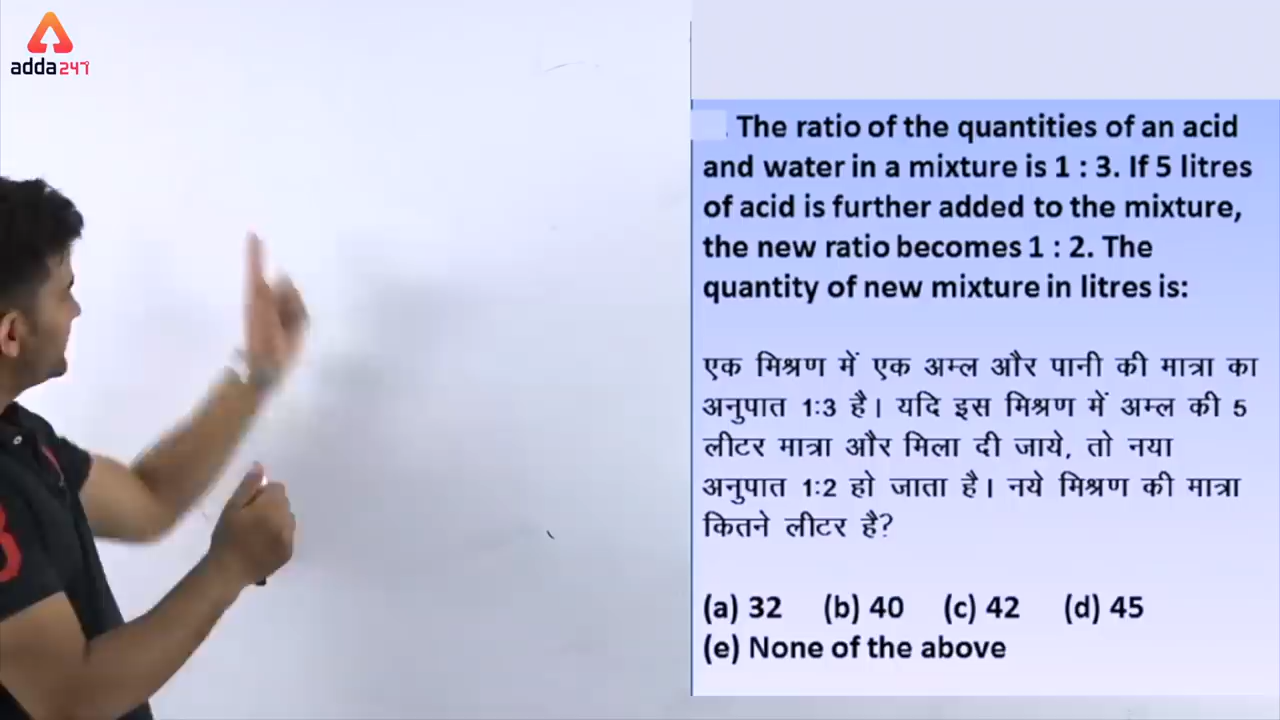 adda247
. The ratio of the quantities of an acid
and water in a mixture is 1 : 3. If 5 litres
of acid is further added to the mixture,
the new ratio becomes 1 : 2. The
quantity of new mixture in litres is:
एक मिश्रण में एक अम्ल और पानी की मात्रा का
अनुपात 1:3 है। यदि इस मिश्रण में अम्ल की 5
लीटर मात्रा और मिला दी जाये, तो नया
अनुपात 1:2 हो जाता है। नये मिश्रण की मात्रा
कितने लीटर है?
(a) 32 (b) 40 (c) 42 (d) 45
(e) None of the above
3